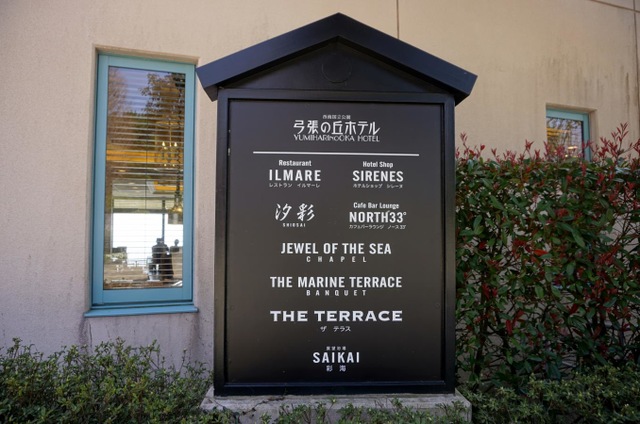 西海国立公園
弓張の丘ホテル
YUMIHARINOOKA HOTEL
Restaurant
ILMARE
レストラン イルマーレ
Hotel Shop
SIRENES
ホテルショップ シレーヌ
汐彩
SHIOSAI
Cafe Bar Lounge
NORTH33°
カフェバーラウンジ ノース33°
JEWEL OF THE SEA
CHAPEL
THE MARINE TERRACE
BANQUET
THE TERRACE
ザ テラス
展望浴場
SAIKAI
彩海